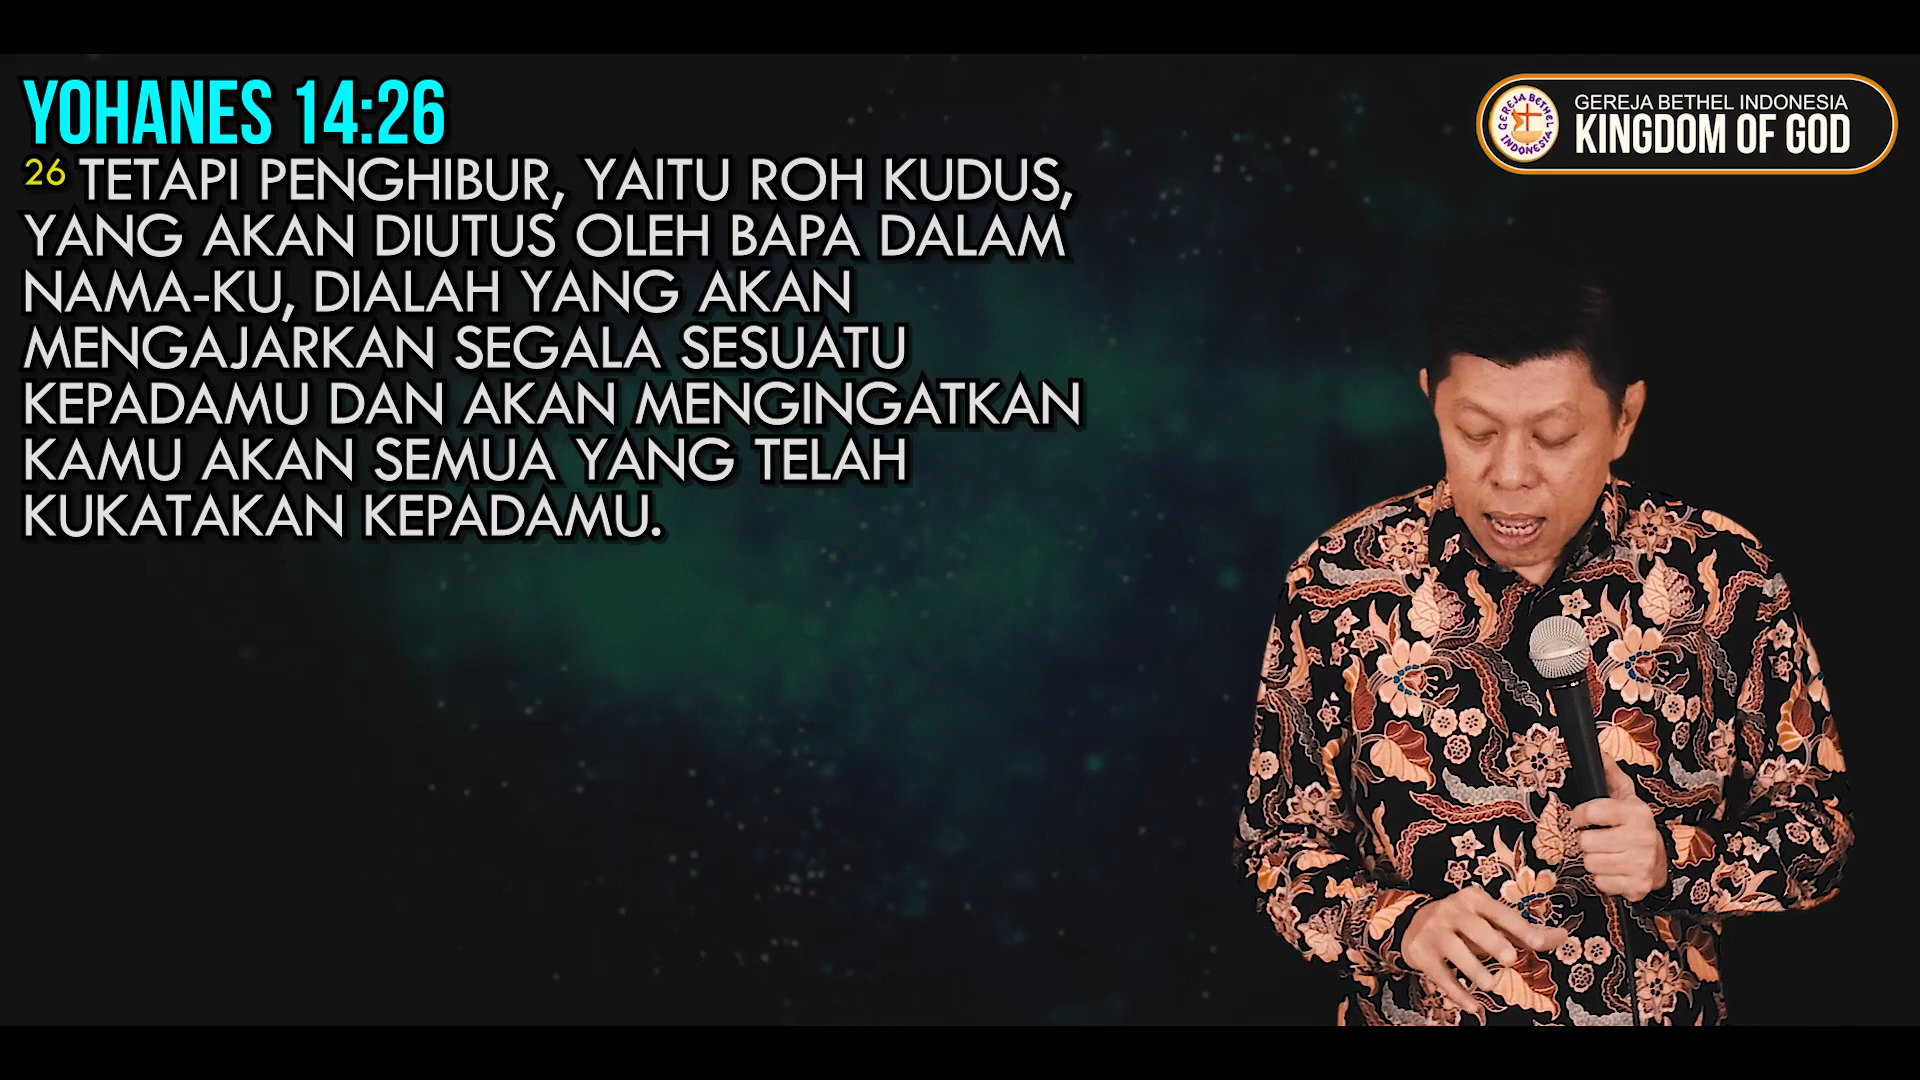 YOHANES 14:26
26 TETAPI PENGHIBUR, YAITU ROH KUDUS,
YANG AKAN DIUTUS OLEH BAPA DALAM
NAMA-KU, DIALAH YANG AKAN
MENGAJARKAN SEGALA SESUATU
KEPADAMU DAN AKAN MENGINGATKAN
KAMU AKAN SEMUA YANG TELAH
KUKATAKAN KEPADAMU.
GEREJA BETHEL INDONESIA
GEREJA BETHEL INDONESIA
KINGDOM OF GOD